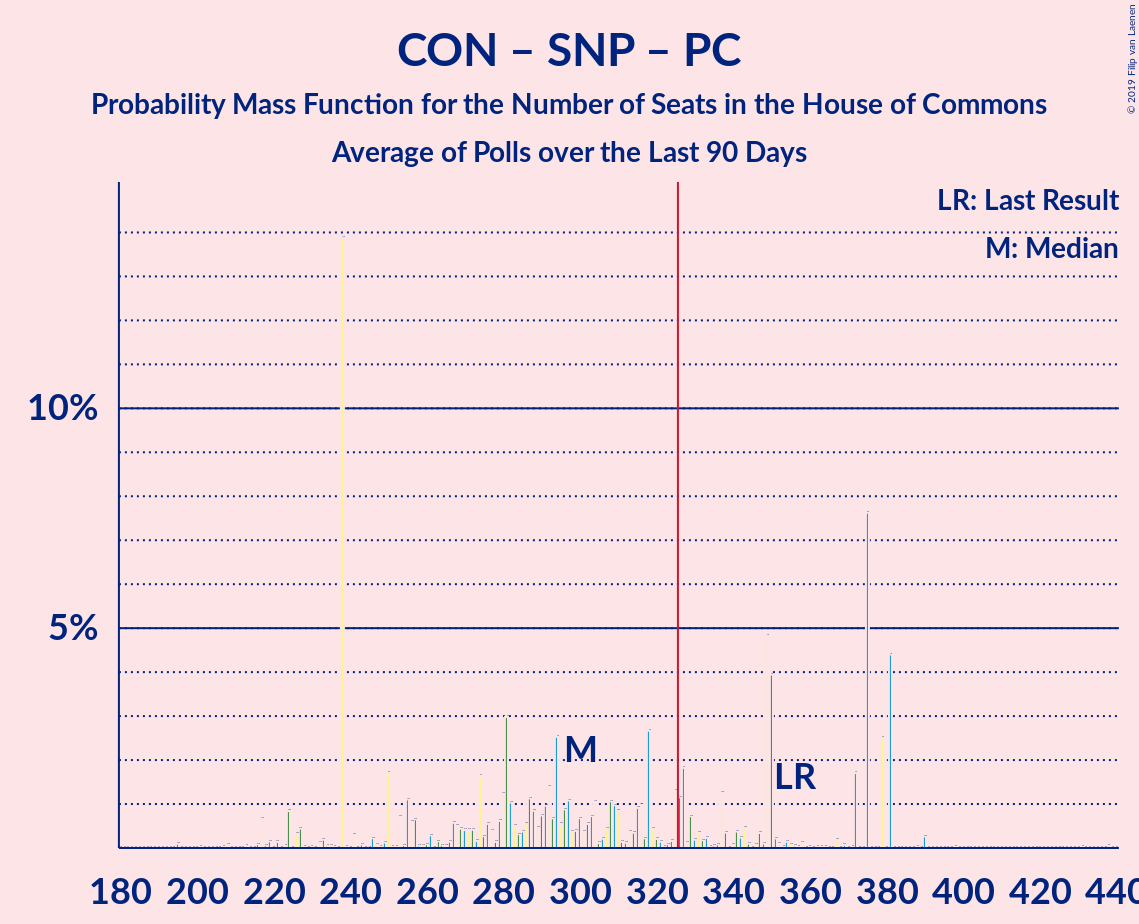 CON – SNP – PC
Probability Mass Function for the Number of Seats in the House of Commons
Average of Polls over the Last 90 Days
© 2019 Filip van Laenen
LR: Last Result
M: Median
10%
5%
M
LR
180 200 220 240 260 280 300 320 340 360 380 400 420 440